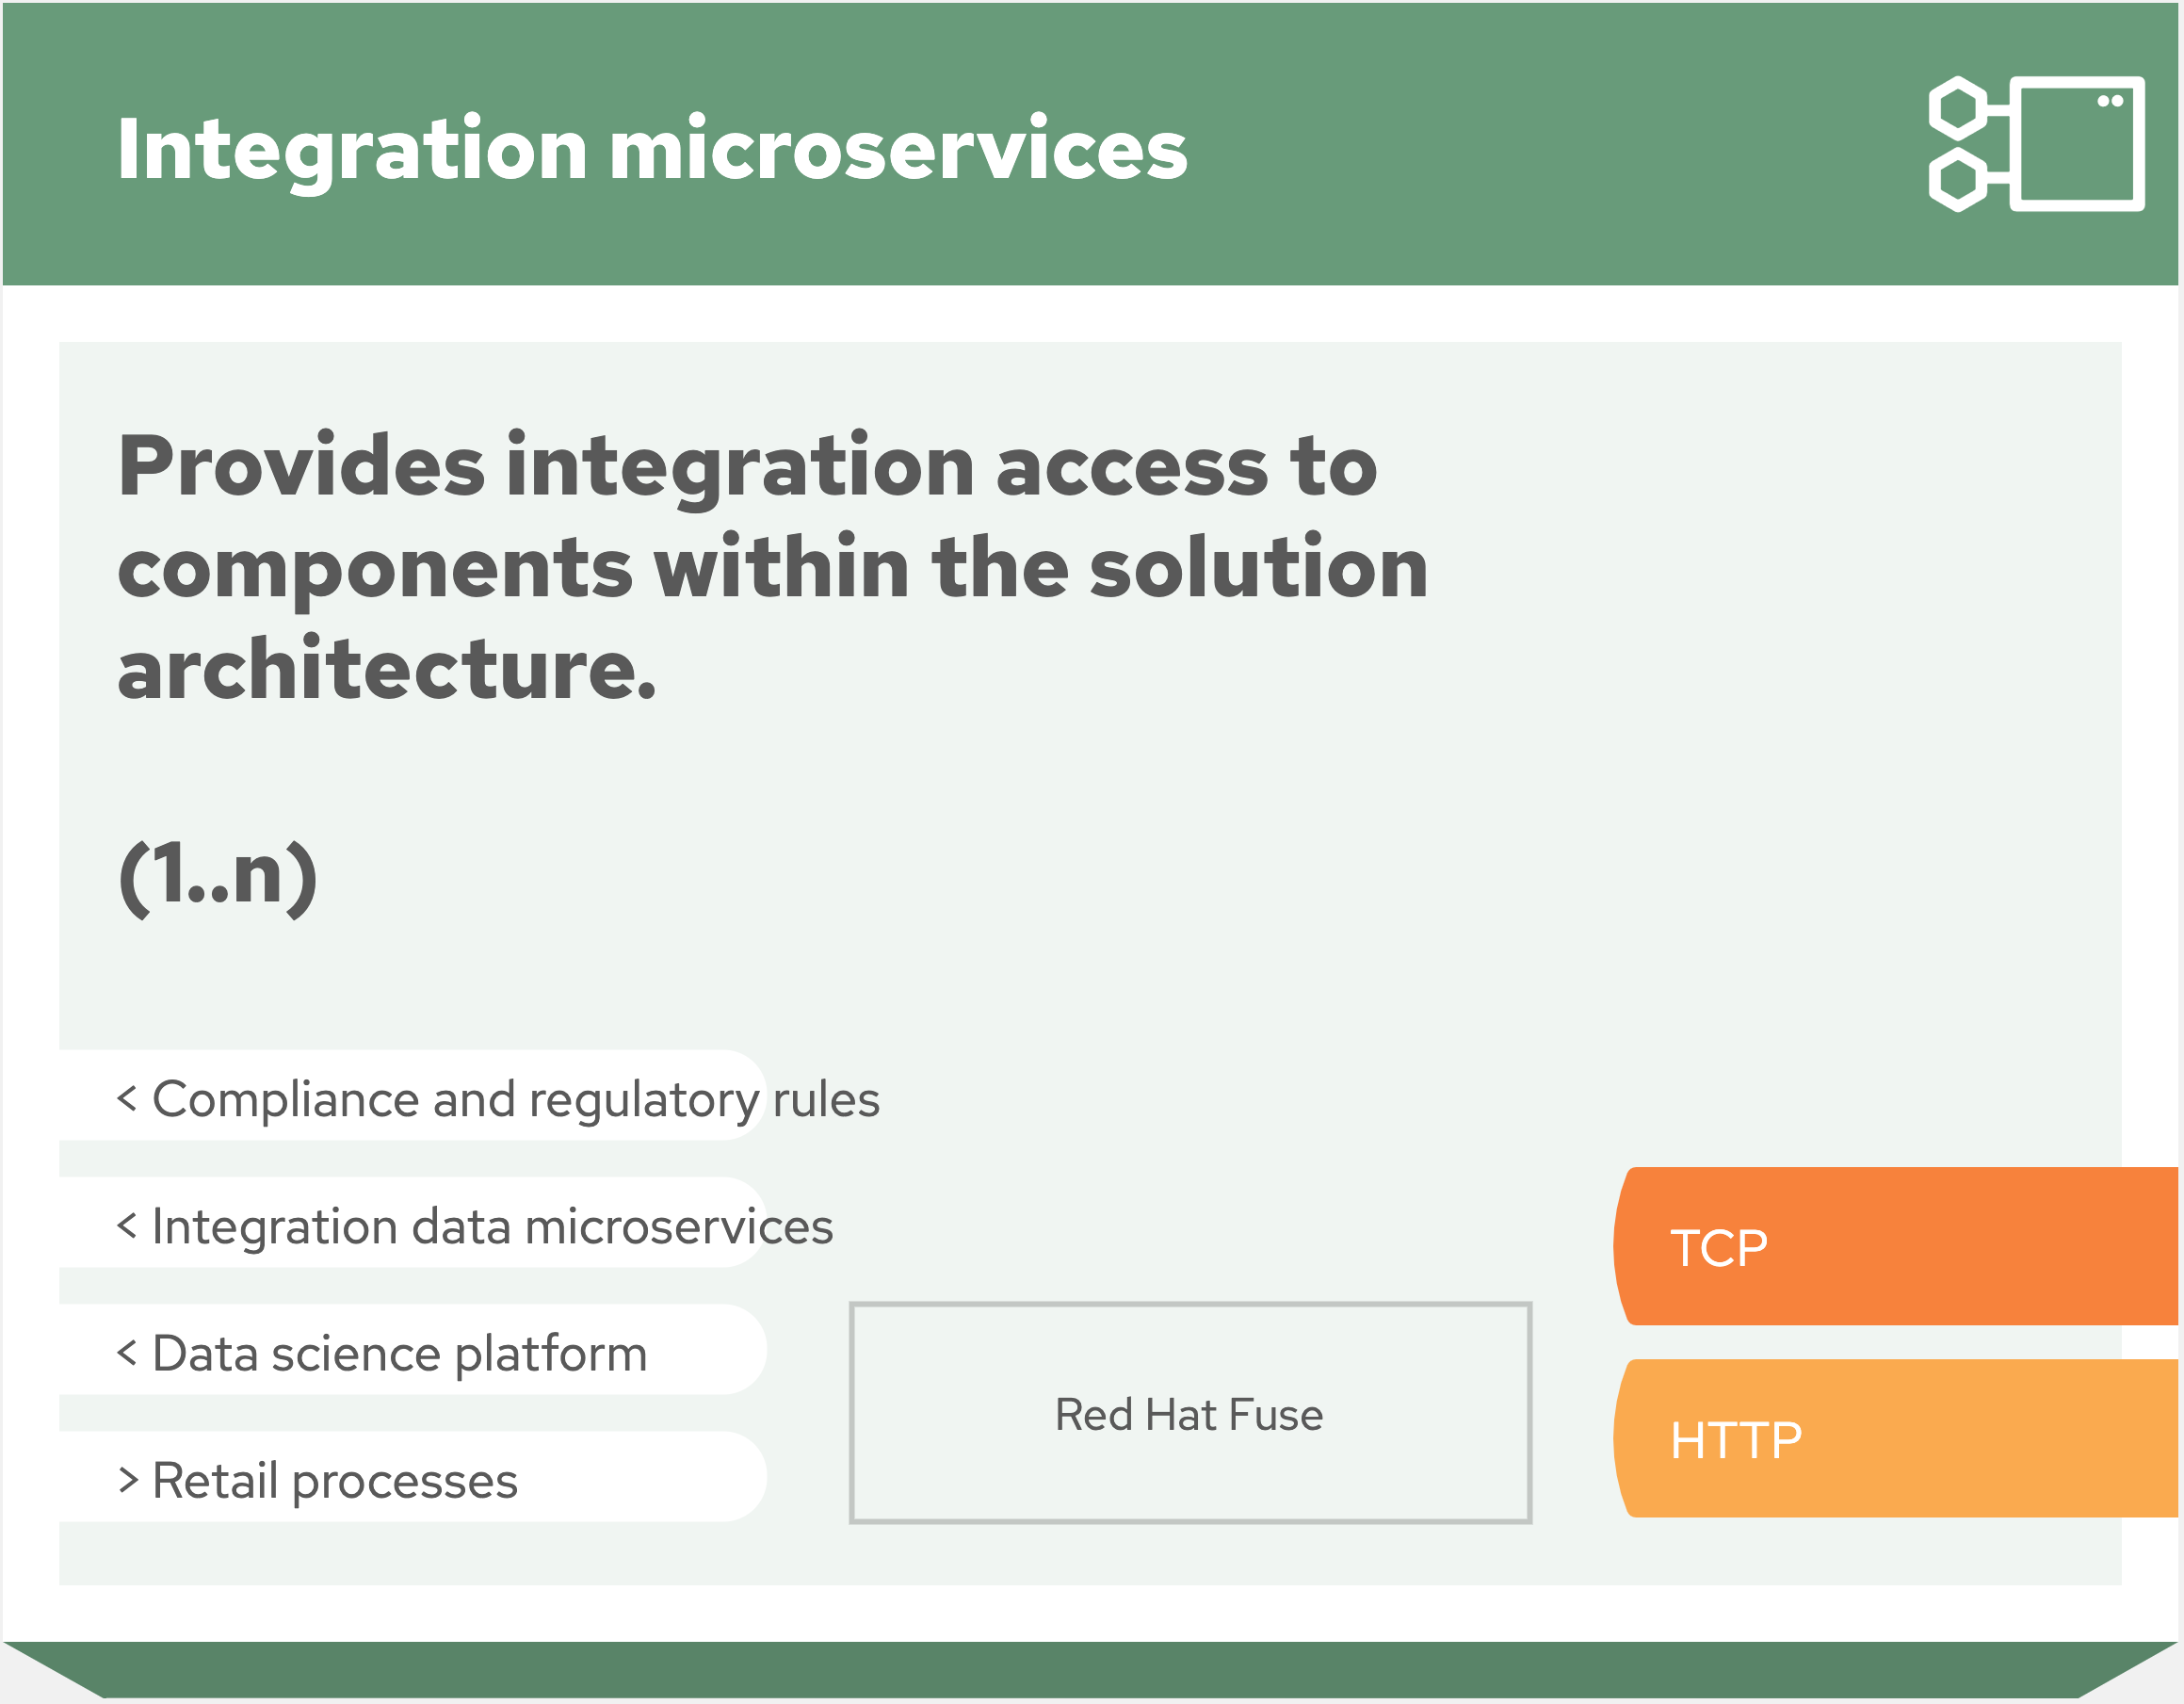 Integration microservices
Provides integration access to
components within the solution
architecture.
(1..n)
< Compliance and regulatory rules
< Integration data microservices
< Data science platform
> Retail processes
Red Hat Fuse
TCP
HTTP